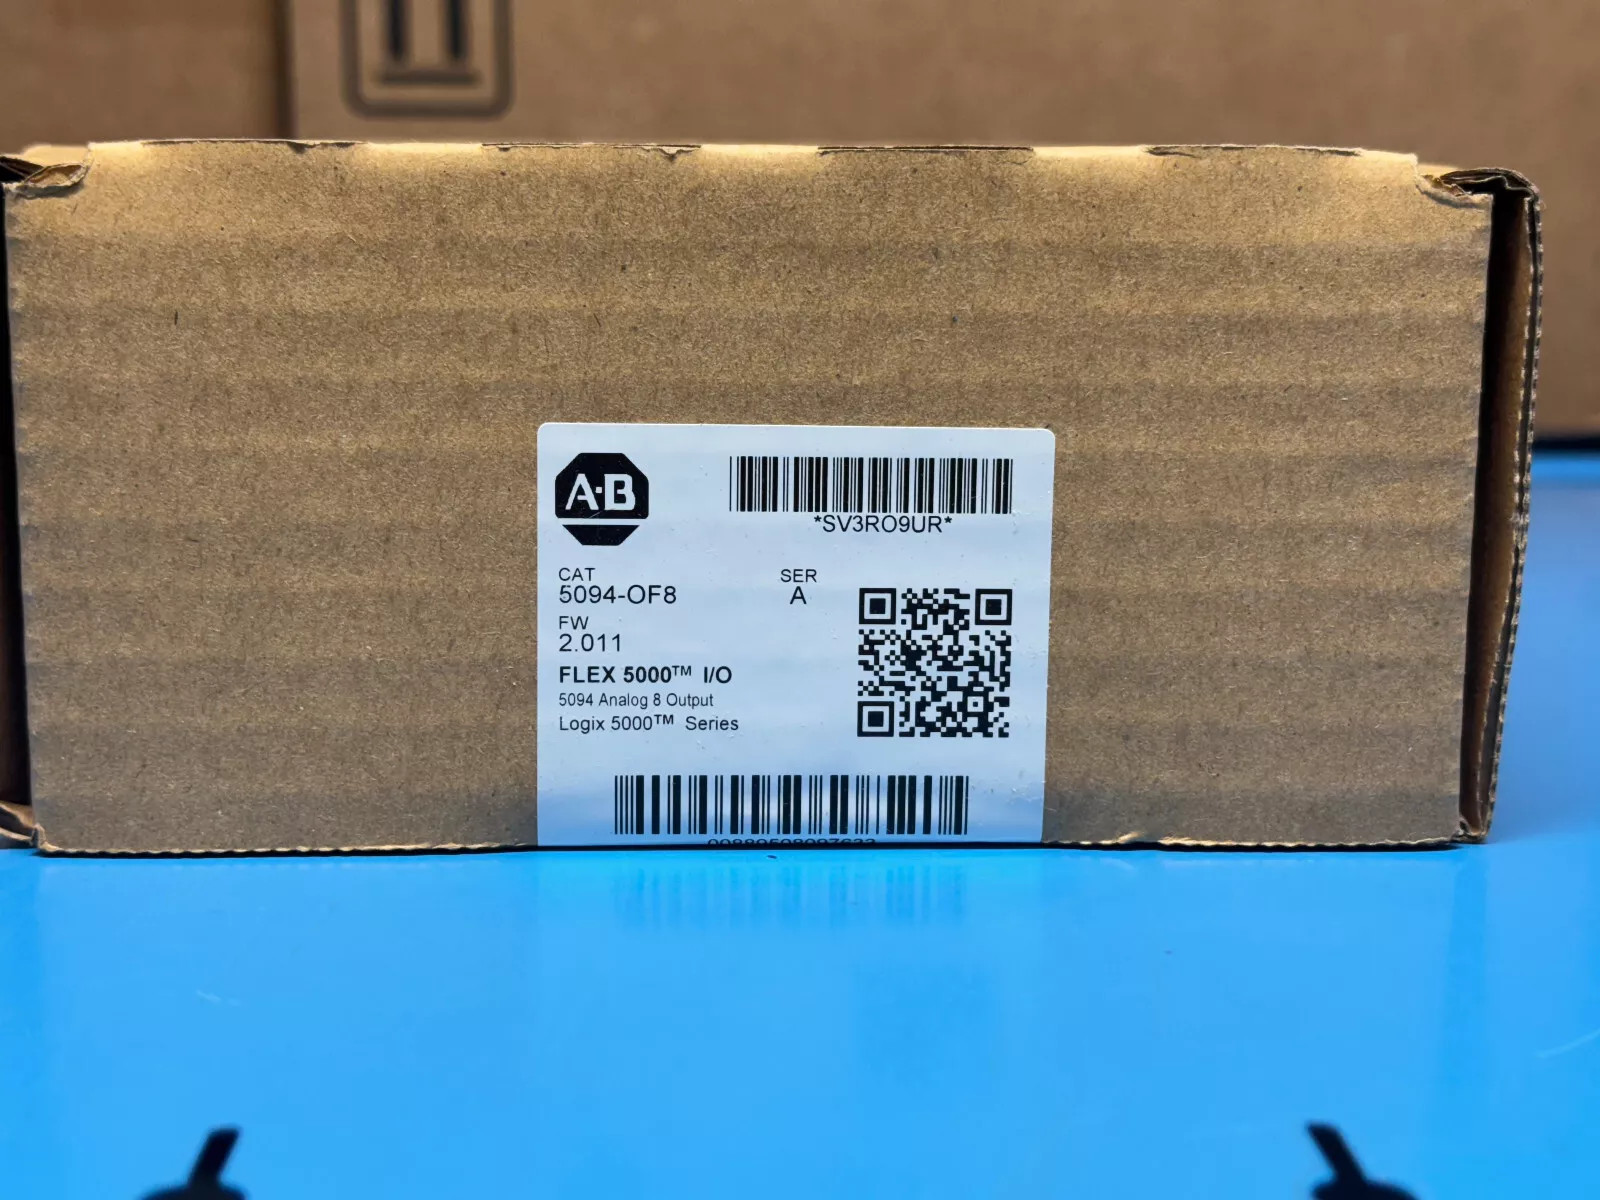 A·B
*SV3RO9UR*
CAT
5094-OF8
SER
A
FW
2.011
FLEX 5000™ I/O
5094 Analog 8 Output
Logix 5000™ Series